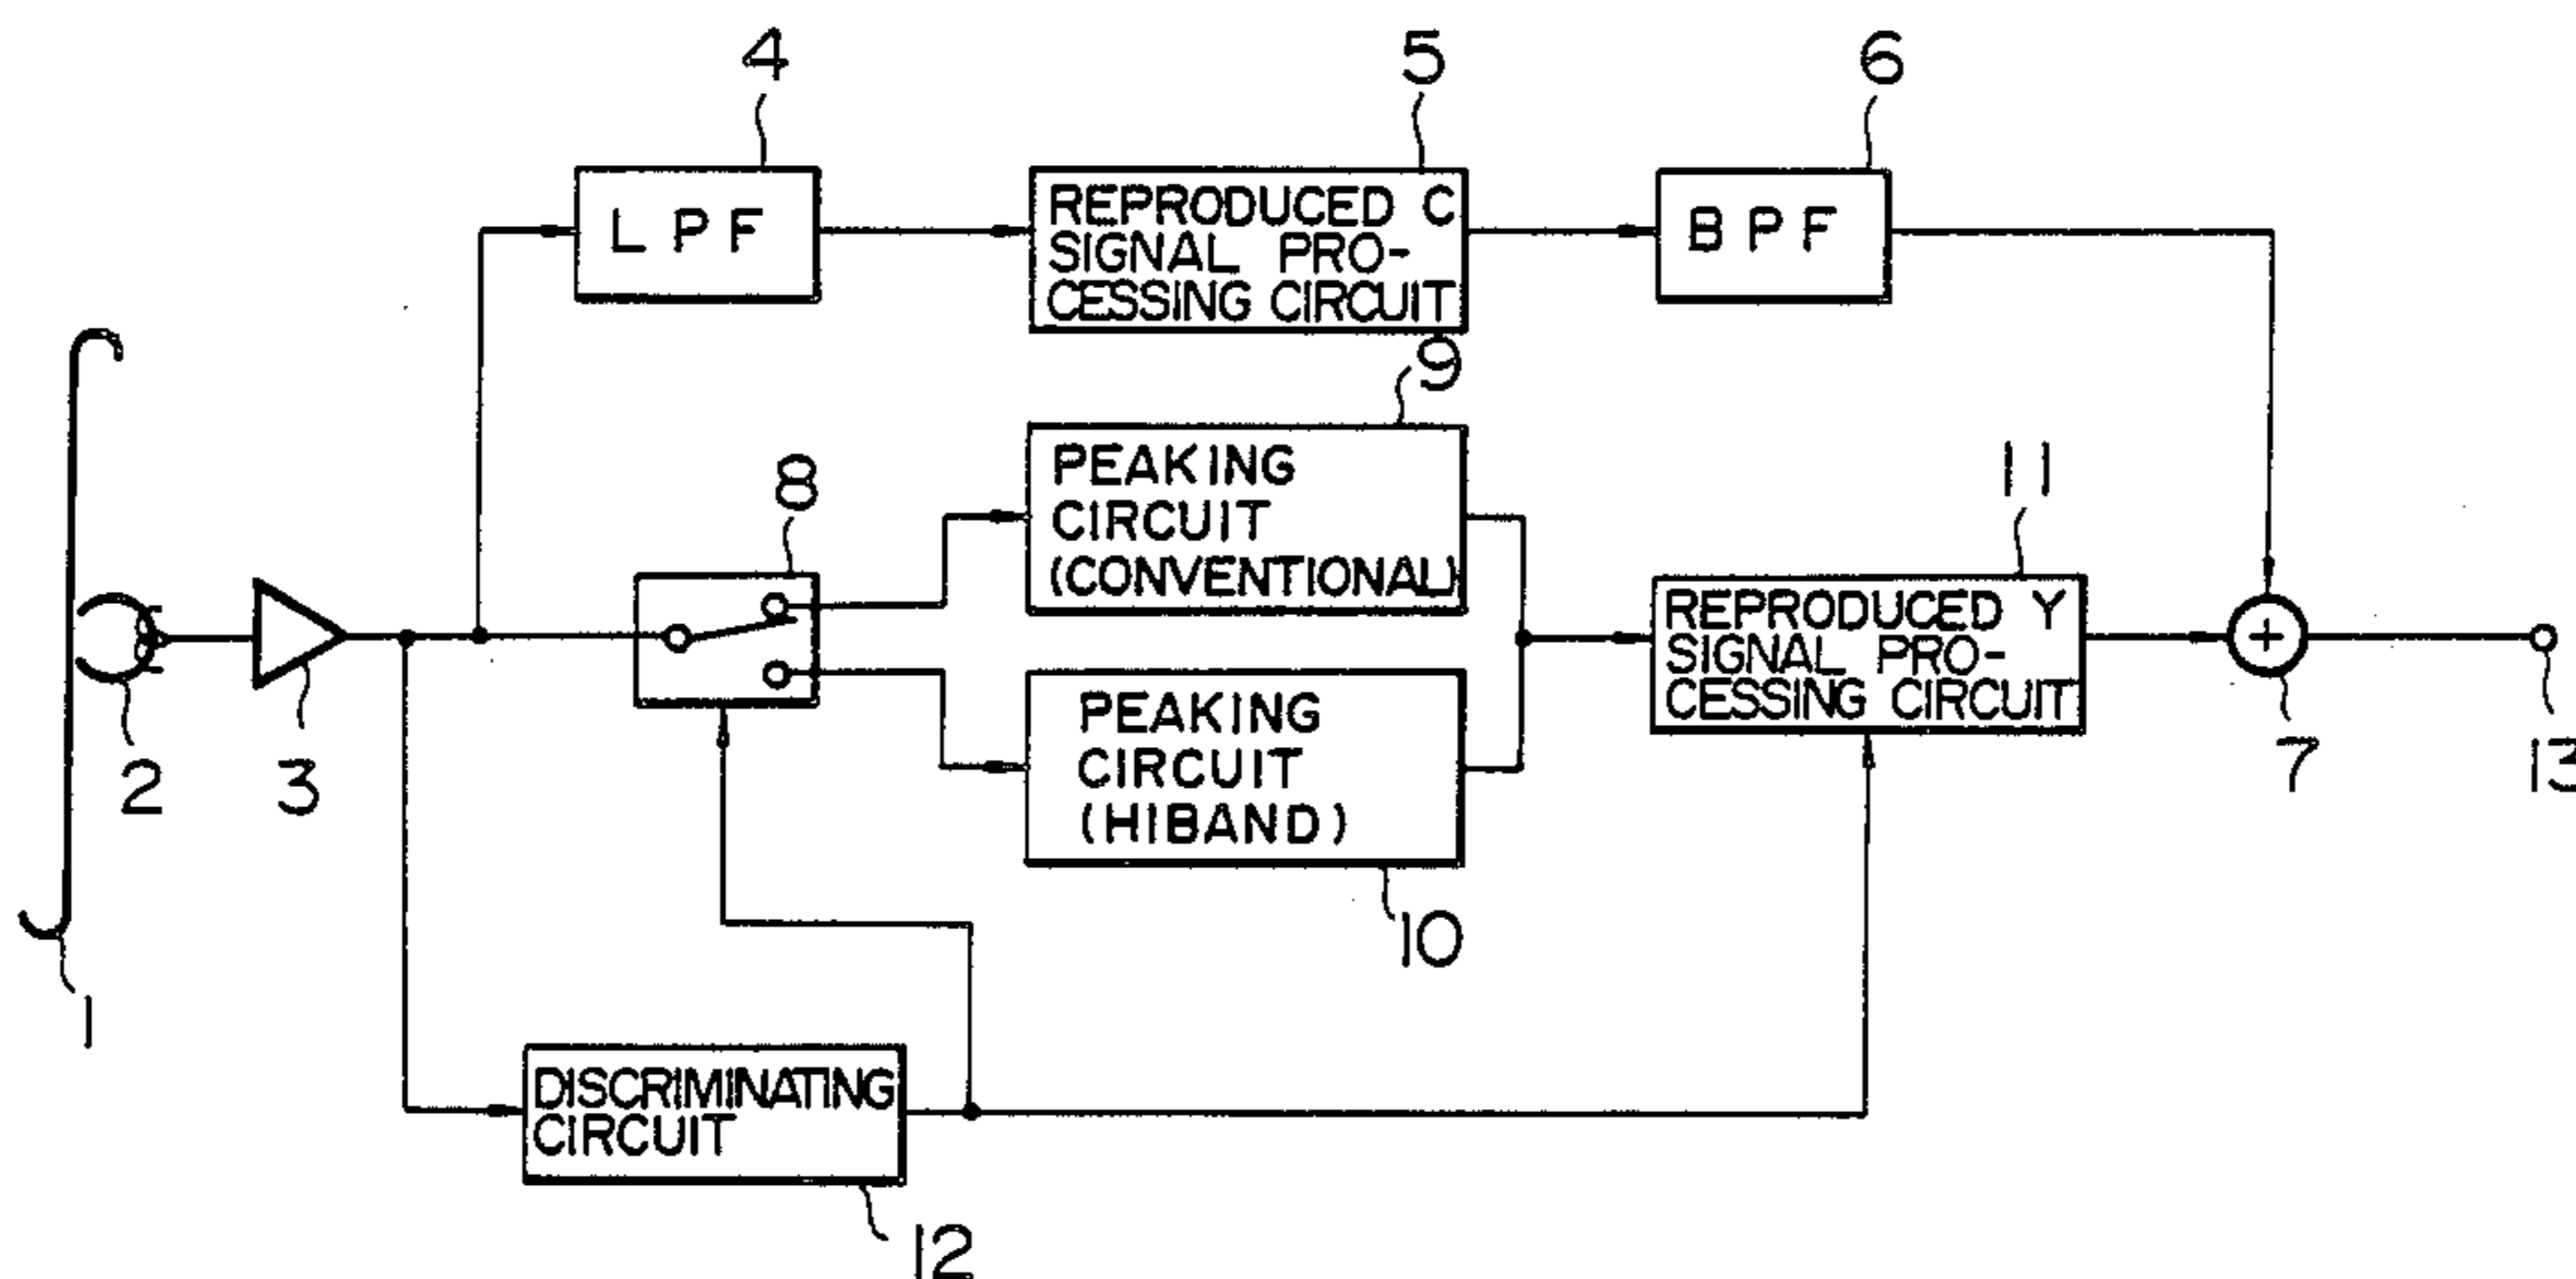 4
5
6
LPF
REPRODUCED C
SIGNAL PRO-
CESSING CIRCUIT
BPF
9
8
PEAKING
CIRCUIT
(CONVENTIONAL)
11
REPRODUCED Y
SIGNAL PRO-
CESSING CIRCUIT
+
2
3
PEAKING
CIRCUIT
(HIBAND)
7
13
10
1
DISCRIMINATING
CIRCUIT
12